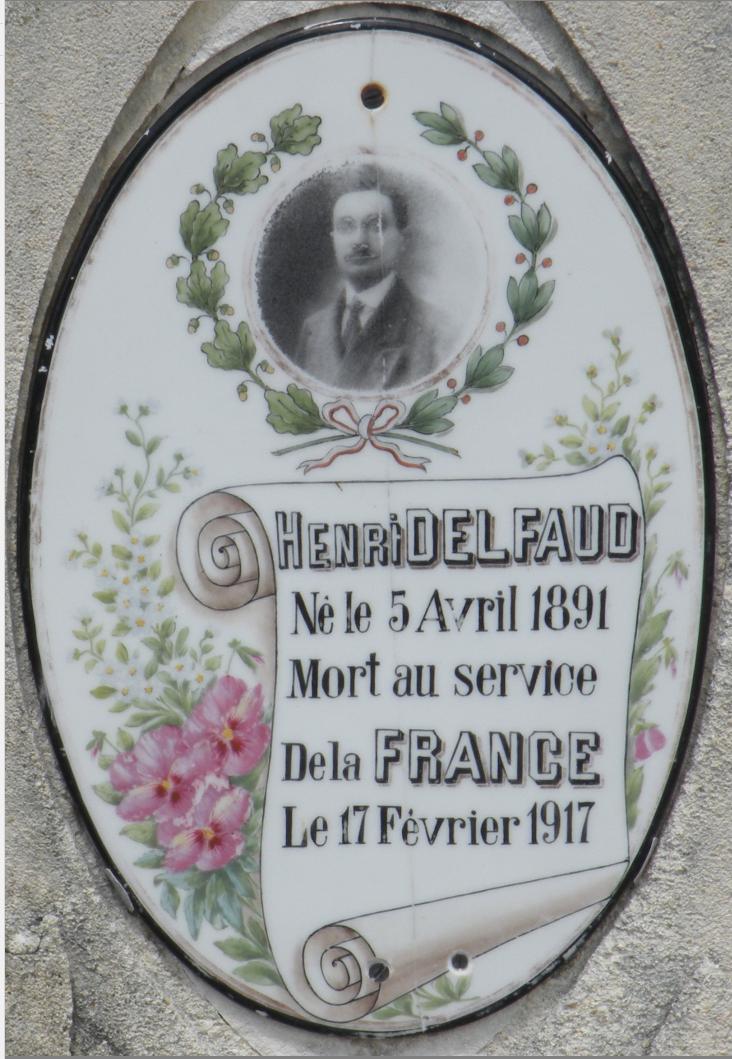 HENRi DELFAUD
Né le 5 Avril 1891
Mort au service
De la FRANCE
Le 17 Février 1917